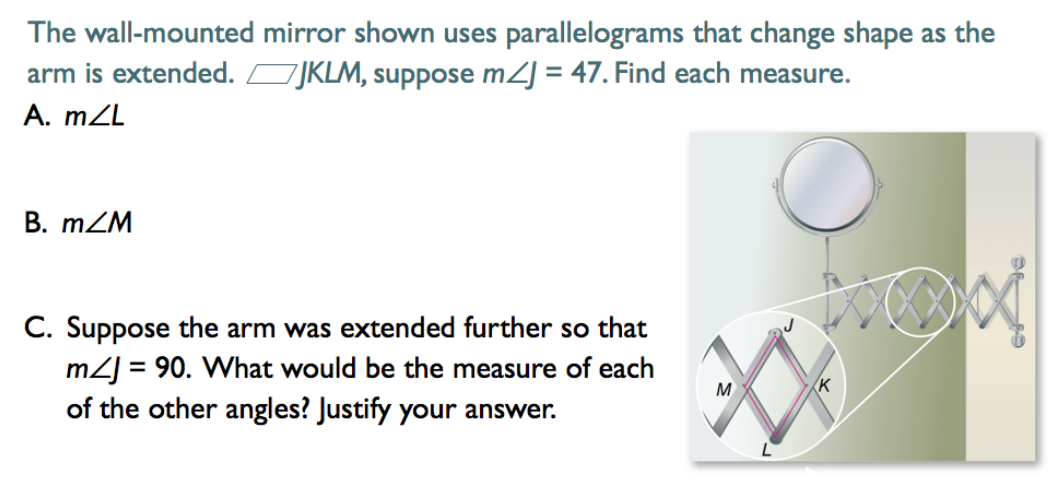 The wall-mounted mirror shown uses parallelograms that change shape as the
arm is extended. ▱JKLM, suppose m∠J = 47. Find each measure.
A. m∠L
B. m∠M
C. Suppose the arm was extended further so that
m∠J = 90. What would be the measure of each
of the other angles? Justify your answer.
J
M
K
L